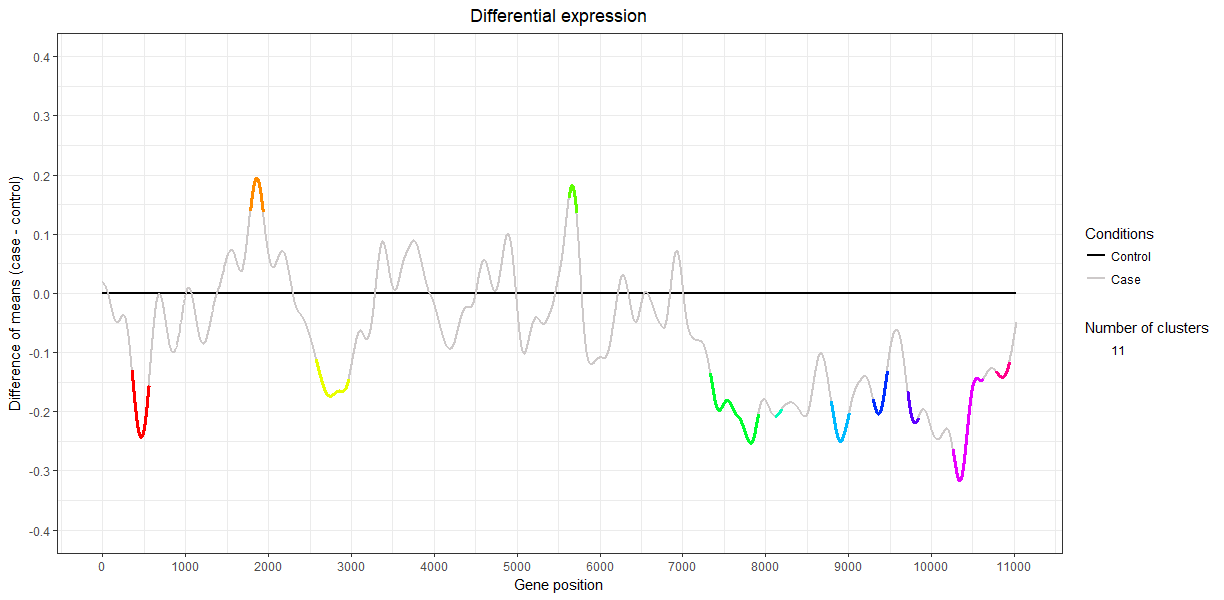 Differential expression
Difference of means (case - control)
0.4
0.3
0.2
0.1
0.0
-0.1
-0.2
-0.3
-0.4
0 1000 2000 3000 4000 5000 6000 7000 8000 9000 10000 11000
Gene position
Conditions
Control
Case
Number of clusters
11